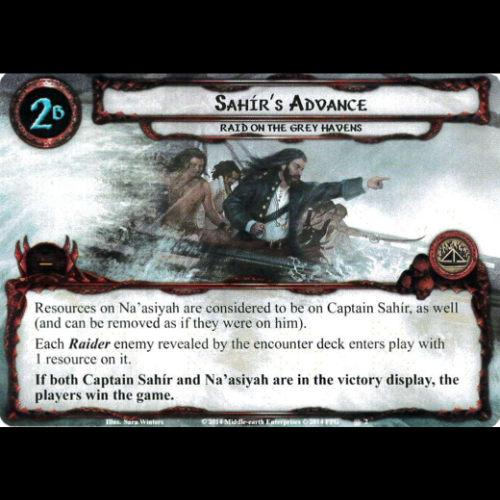 2B
SAHÍR'S ADVANCE
RAID ON THE GREY HAVENS
Resources on Na'asiyah are considered to be on Captain Sahír, as well
(and can be removed as if they were on him).
Each Raider enemy revealed by the encounter deck enters play with
1 resource on it.
If both Captain Sahír and Na'asiyah are in the victory display, the
players win the game.
Illus. Sara Winters ©2014 Middle-earth Enterprises ©2014 FFG 2